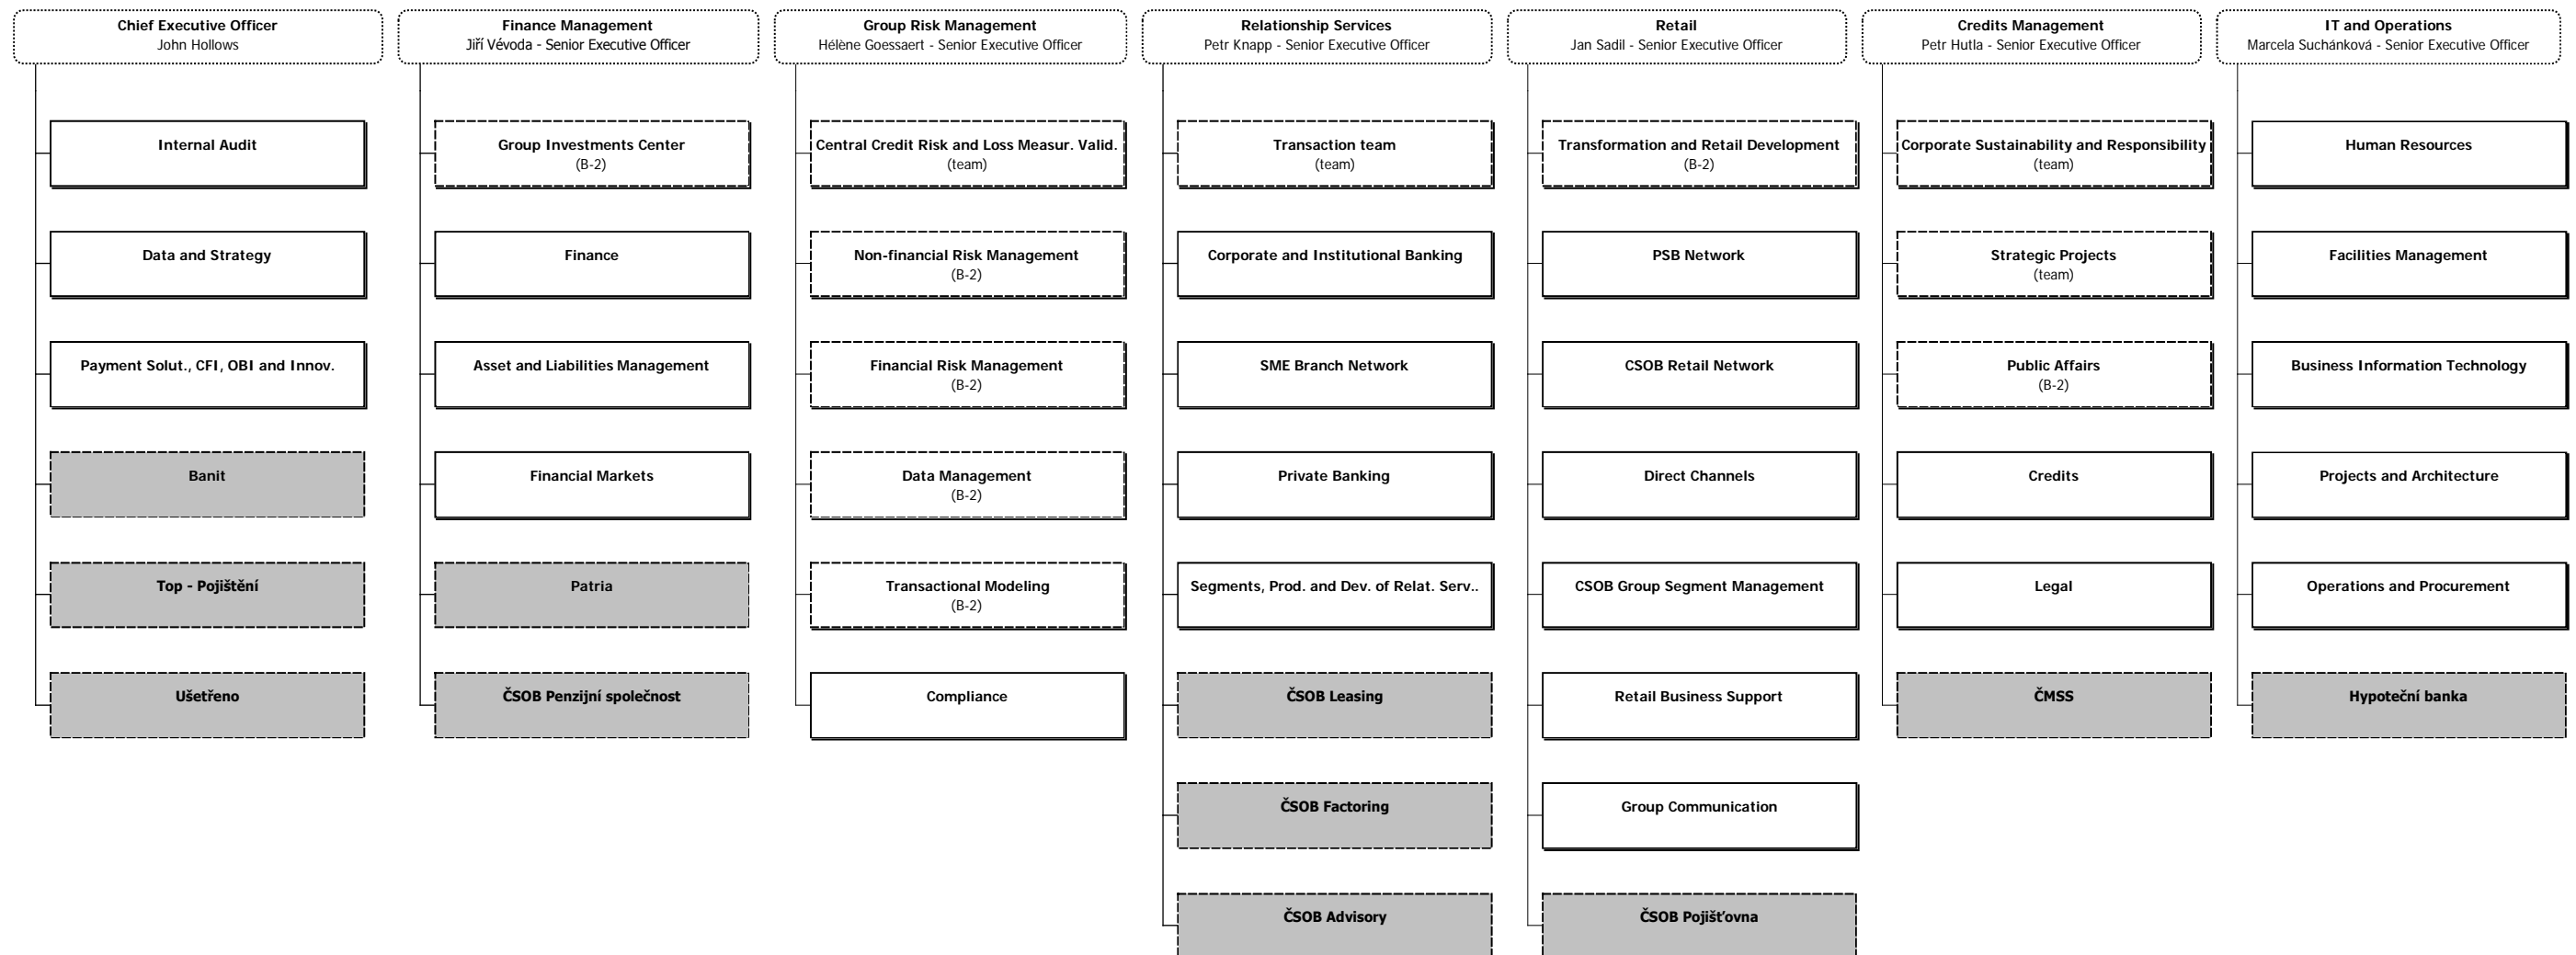 Chief Executive Officer
John Hollows
Internal Audit
Data and Strategy
Payment Solut., CFI, OBI and Innov.
Banit
Top - Pojištění
Ušetřeno
Finance Management
Jiří Vévoda - Senior Executive Officer
Group Investments Center
(B-2)
Finance
Asset and Liabilities Management
Financial Markets
Patria
ČSOB Penzijní společnost
Group Risk Management
Hélène Goessaert - Senior Executive Officer
Central Credit Risk and Loss Measur. Valid.
(team)
Non-financial Risk Management
(B-2)
Financial Risk Management
(B-2)
Data Management
(B-2)
Transactional Modeling
(B-2)
Compliance
Relationship Services
Petr Knapp - Senior Executive Officer
Transaction team
(team)
Corporate and Institutional Banking
SME Branch Network
Private Banking
Segments, Prod. and Dev. of Relat. Serv..
ČSOB Leasing
ČSOB Factoring
ČSOB Advisory
Retail
Jan Sadil - Senior Executive Officer
Transformation and Retail Development
(B-2)
PSB Network
CSOB Retail Network
Direct Channels
CSOB Group Segment Management
Retail Business Support
Group Communication
ČSOB Pojišťovna
Credits Management
Petr Hutla - Senior Executive Officer
Corporate Sustainability and Responsibility
(team)
Strategic Projects
(team)
Public Affairs
(B-2)
Credits
Legal
ČMSS
IT and Operations
Marcela Suchánková - Senior Executive Officer
Human Resources
Facilities Management
Business Information Technology
Projects and Architecture
Operations and Procurement
Hypoteční banka